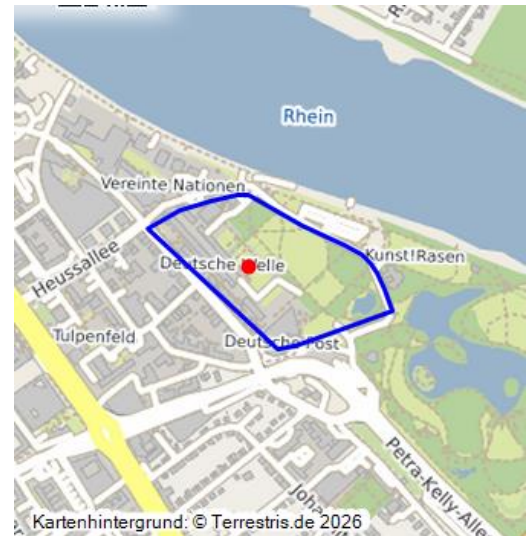 Rhein
Vereinte Nationen
Kunst!Rasen
Heussallee
Deutsche Welle
Tulpenfeld
Deutsche Post
Petra-Kelly-Allee
Kartenhintergrund: © Terrestris.de 2026